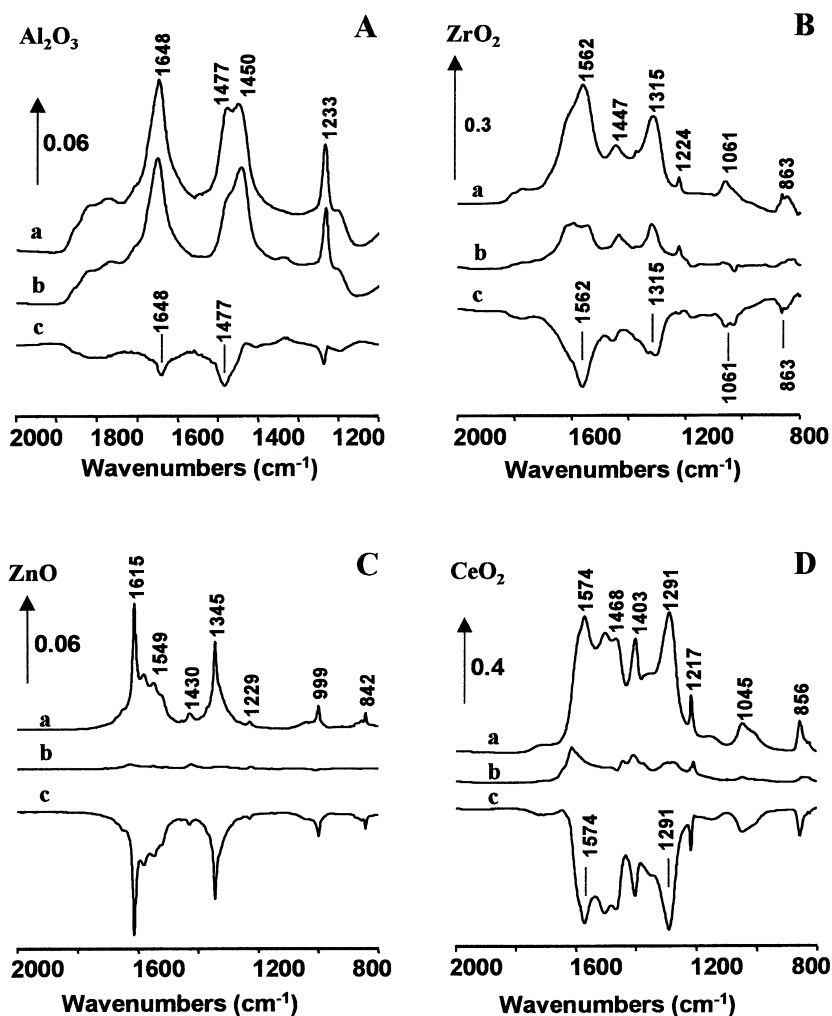 A
Al₂O₃
0.06
1648
1477
1450
1233
a
b
c
1648
1477
2000 1800 1600 1400 1200
Wavenumbers (cm⁻¹)
B
ZrO₂
0.3
1562
1447
1315
1224
1061
863
a
b
c
1562
1315
1061
863
2000 1600 1200 800
Wavenumbers (cm⁻¹)
C
ZnO
0.06
1615
1549
1430
1345
1229
999
842
a
b
c
2000 1600 1200 800
Wavenumbers (cm⁻¹)
D
CeO₂
0.4
1574
1468
1403
1291
1217
1045
856
a
b
c
1574
1291
2000 1600 1200 800
Wavenumbers (cm⁻¹)